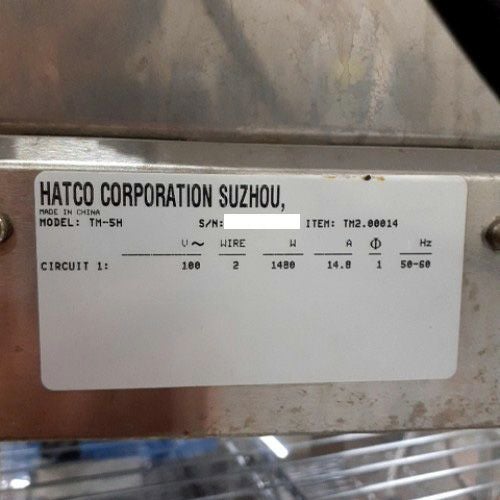 HATCO CORPORATION SUZHOU,
MADE IN CHINA
MODEL: TM-5H S/N: ITEM: TM2.00014
V~ WIRE W A Φ Hz
CIRCUIT 1: 100 2 1480 14.8 1 50-60